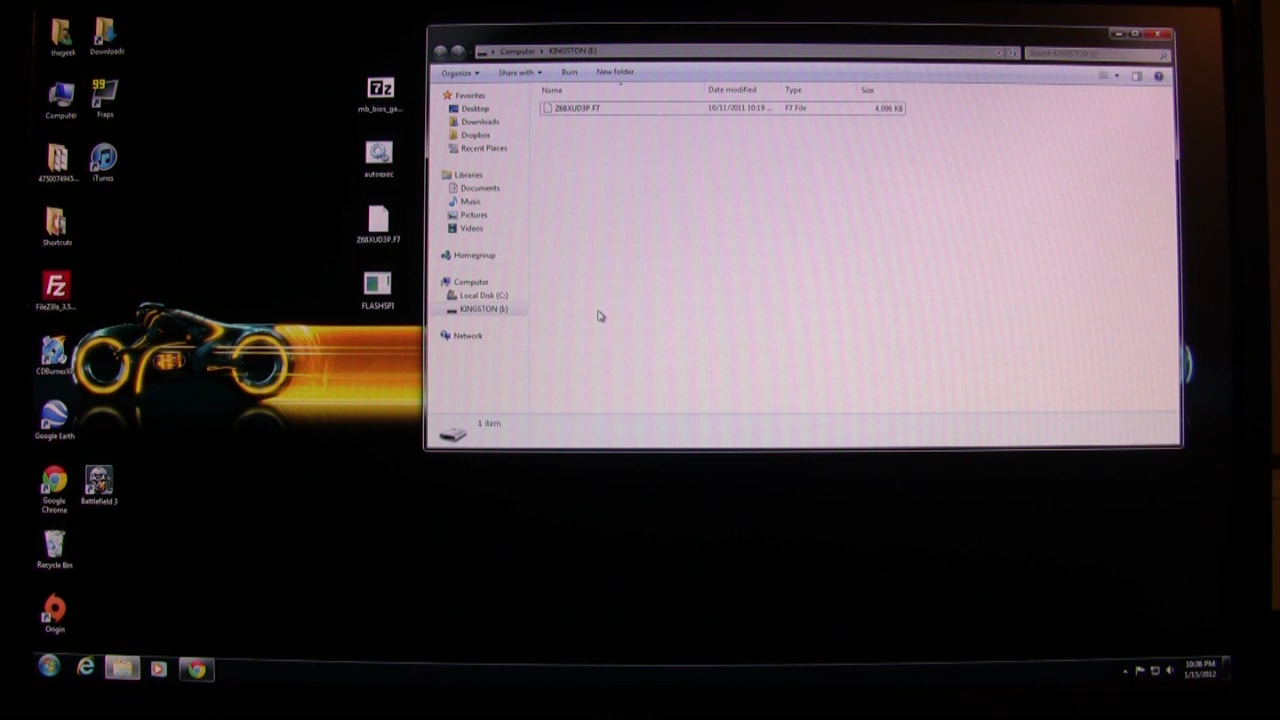 thegeek
Downloads
Computer
99
Fraps
4750074945...
iTunes
Shortcuts
FileZilla_3.5...
CDBurnerXP
Google Earth
Google
Chrome
Battlefield 3
Recycle Bin
Origin
7z
mb_bios_ga...
autoexec
Z68XUD3P.F7
FLASHSPI
Computer KINGSTON (I:)
Search KINGSTON (I:)
Organize Share with Burn New folder
Name Date modified Type Size
Z68XUD3P.F7 10/11/2011 10:19 ... F7 File 4,096 KB
Favorites
Desktop
Downloads
Dropbox
Recent Places
Libraries
Documents
Music
Pictures
Videos
Homegroup
Computer
Local Disk (C:)
KINGSTON (I:)
Network
1 item
10:36 PM
1/15/2012